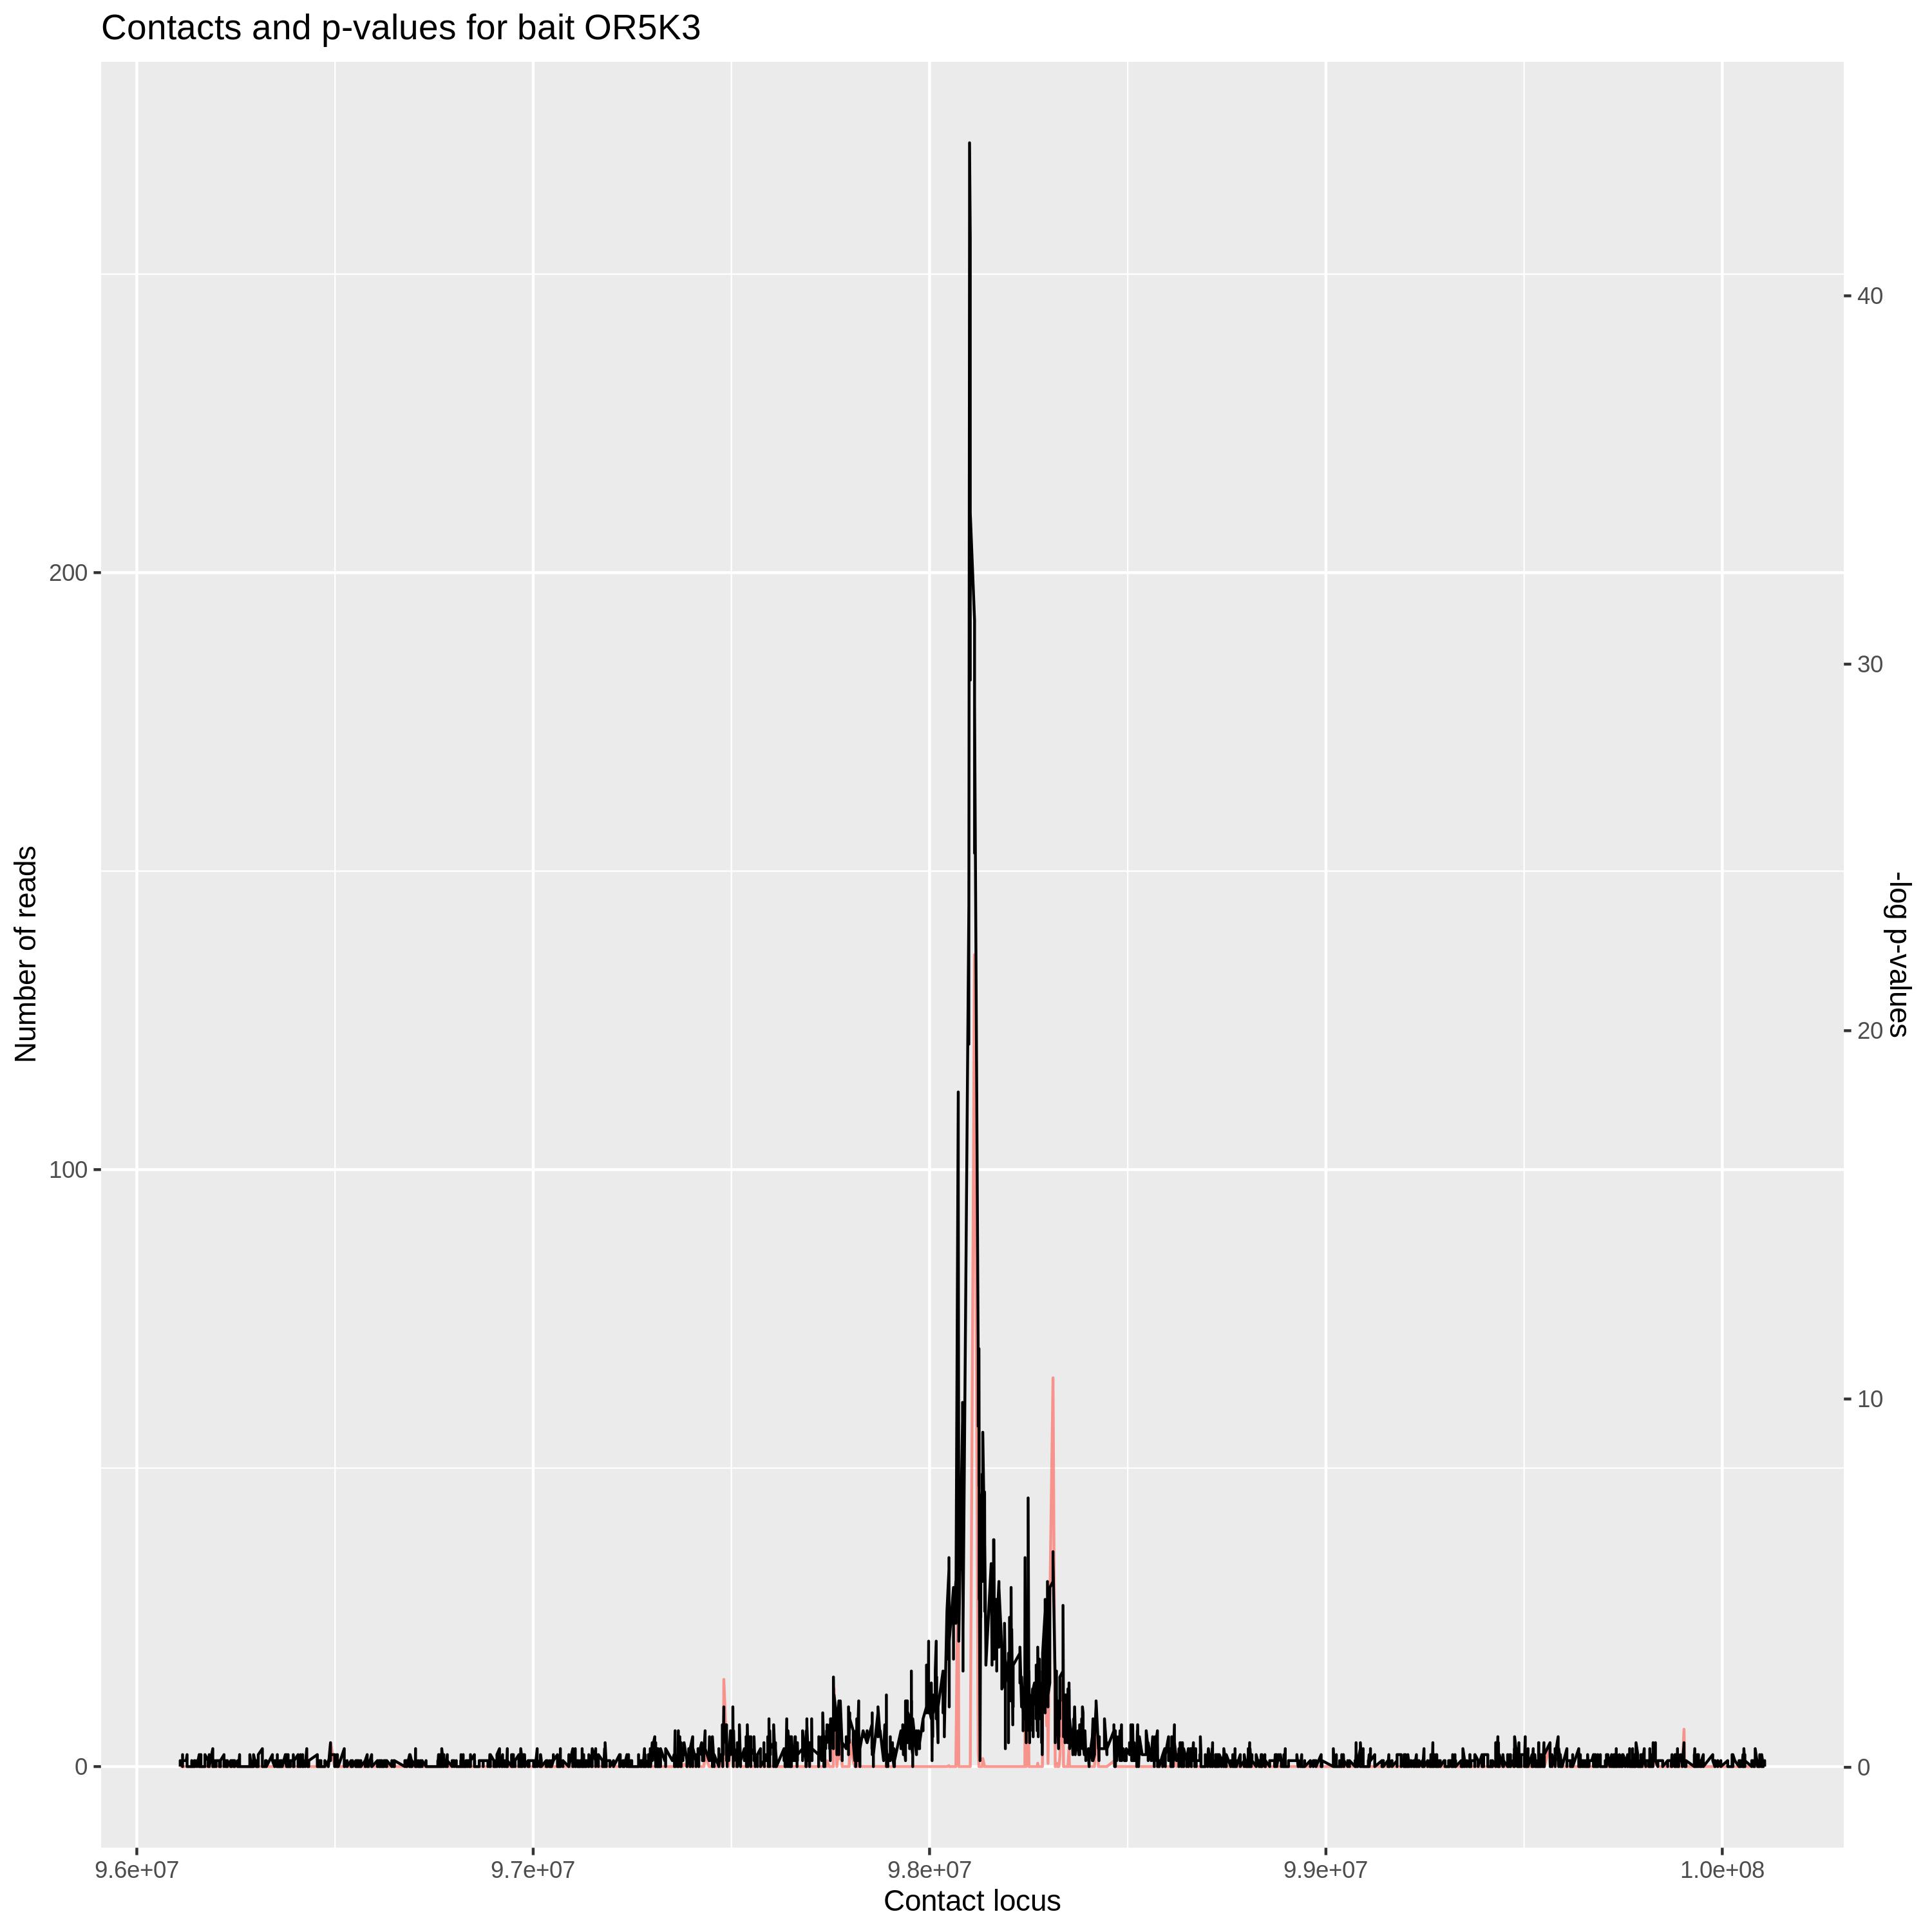 Contacts and p-values for bait OR5K3
200
100
0
Number of reads
40
30
20
10
0
-log p-values
9.6e+07 9.7e+07 9.8e+07 9.9e+07 1.0e+08
Contact locus